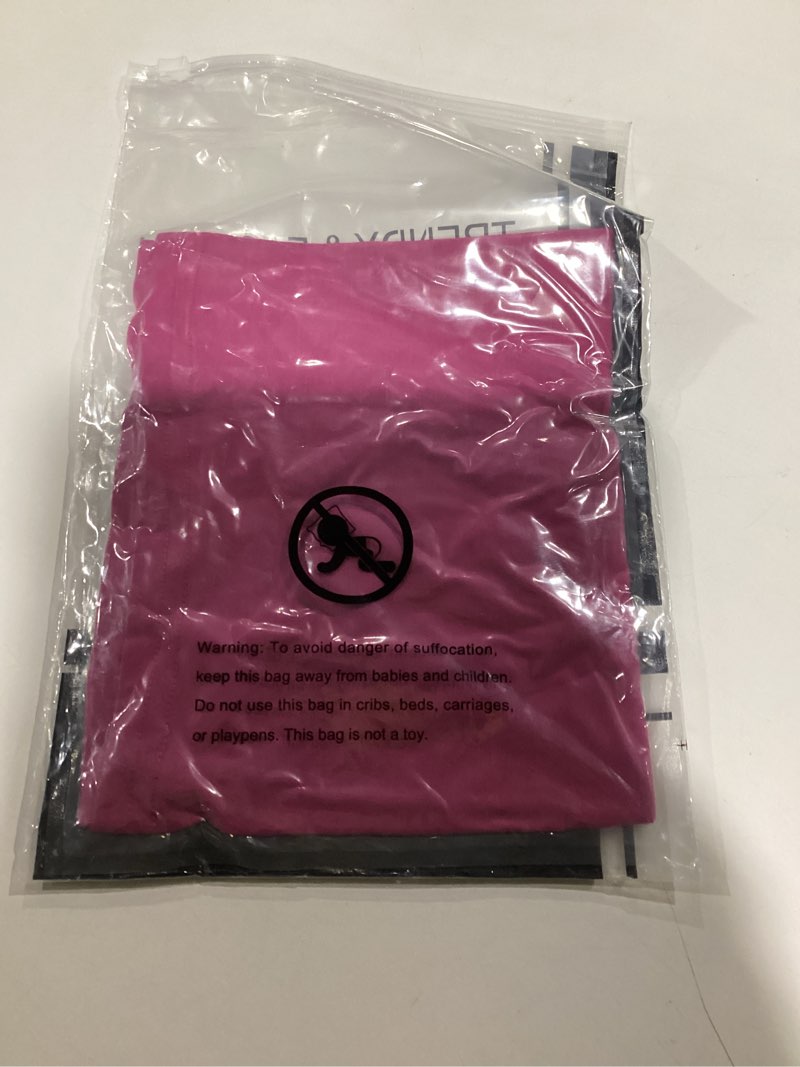 TRENDY &
Warning: To avoid danger of suffocation,
keep this bag away from babies and children.
Do not use this bag in cribs, beds, carriages,
or playpens. This bag is not a toy.